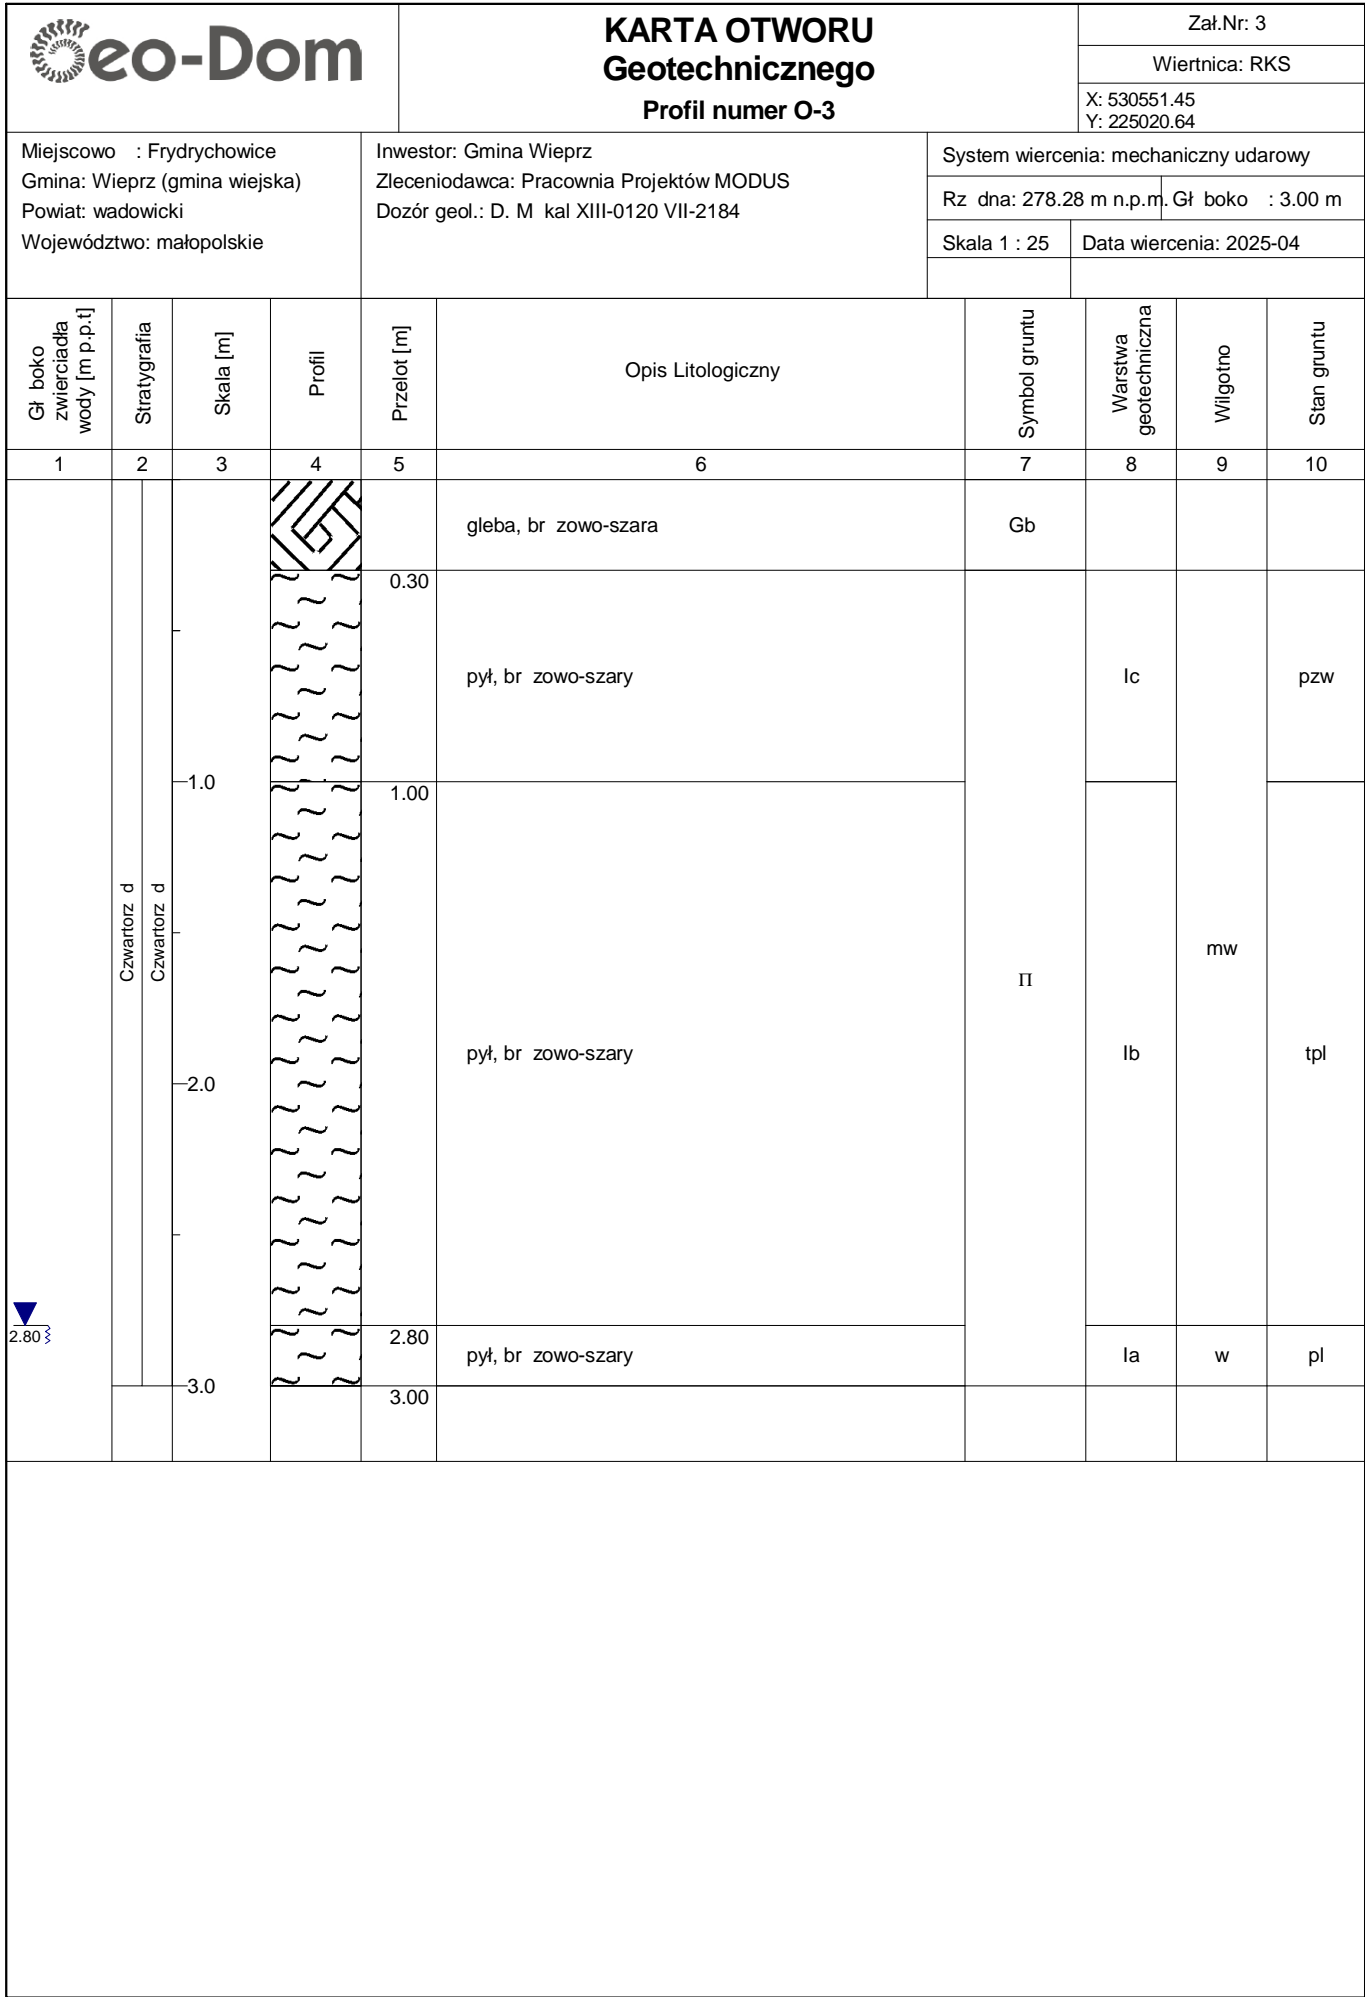 Geo-Dom
KARTA OTWORU
Geotechnicznego
Profil numer O-3
Zał.Nr: 3
Wiertnica: RKS
X: 530551.45
Y: 225020.64
Miejscowo : Frydrychowice
Gmina: Wieprz (gmina wiejska)
Powiat: wadowicki
Województwo: małopolskie
Inwestor: Gmina Wieprz
Zleceniodawca: Pracownia Projektów MODUS
Dozór geol.: D. M kal XIII-0120 VII-2184
System wiercenia: mechaniczny udarowy
Rz dna: 278.28 m n.p.m. Gł boko : 3.00 m
Skala 1 : 25 Data wiercenia: 2025-04
Gł boko
zwierciadła
wody [m p.p.t]
Stratygrafia
Skala [m]
Profil
Przelot [m]
Opis Litologiczny
Symbol gruntu
Warstwa
geotechniczna
Wilgotno
Stan gruntu
1 2 3 4 5 6 7 8 9 10
gleba, br zowo-szara Gb
0.30
pył, br zowo-szary Ic pzw
1.0
1.00
Czwartorz d
Czwartorz d
mw
П
pył, br zowo-szary Ib tpl
2.0
2.80
2.80
pył, br zowo-szary Ia w pl
3.0
3.00